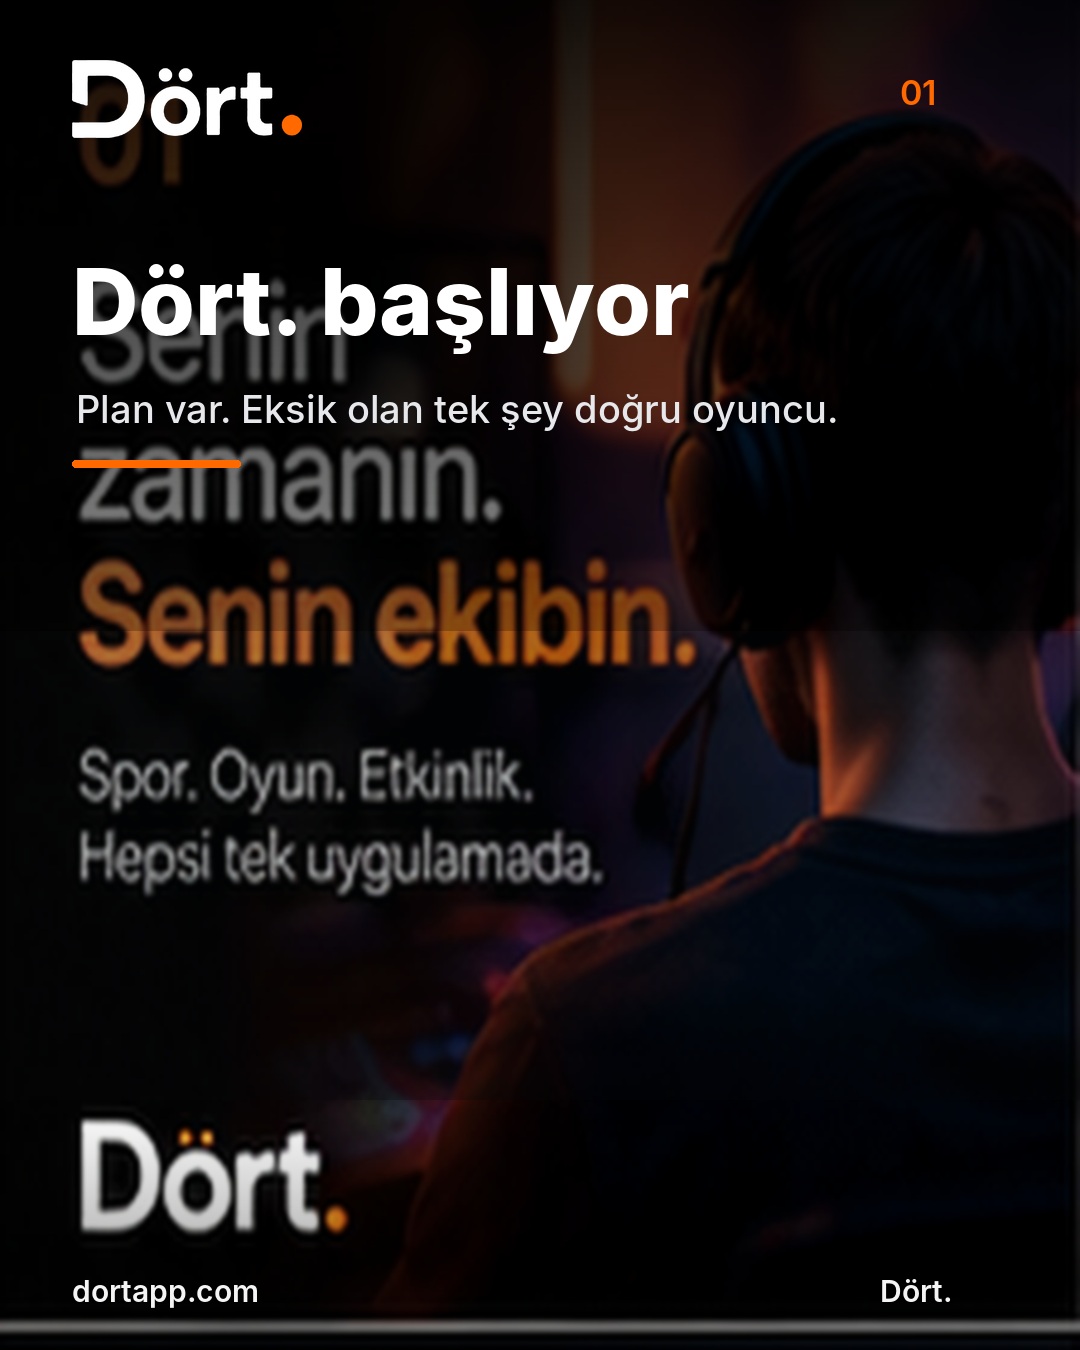 Dört.
01
01
Dört. başlıyor
Senin
Plan var. Eksik olan tek şey doğru oyuncu.
zamanın.
Senin ekibin.
Spor. Oyun. Etkinlik.
Hepsi tek uygulamada.
Dört.
dortapp.com
Dört.